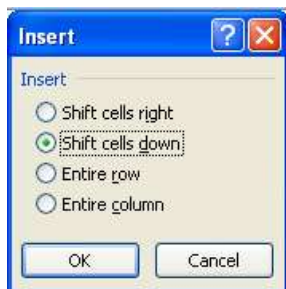 Insert
Insert
Shift cells right
Shift cells down
Entire row
Entire column
OK Cancel